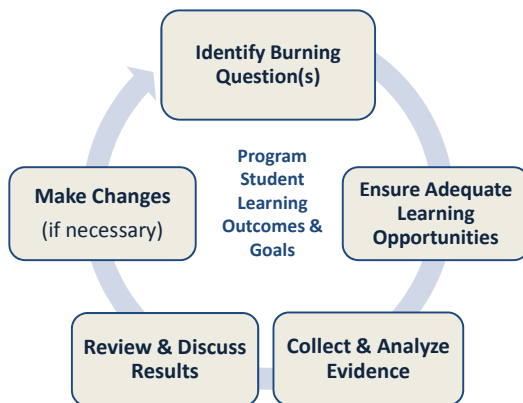 Identify Burning
Question(s)
Program
Student
Learning
Outcomes &
Goals
Ensure Adequate
Learning
Opportunities
Collect & Analyze
Evidence
Review & Discuss
Results
Make Changes
(if necessary)